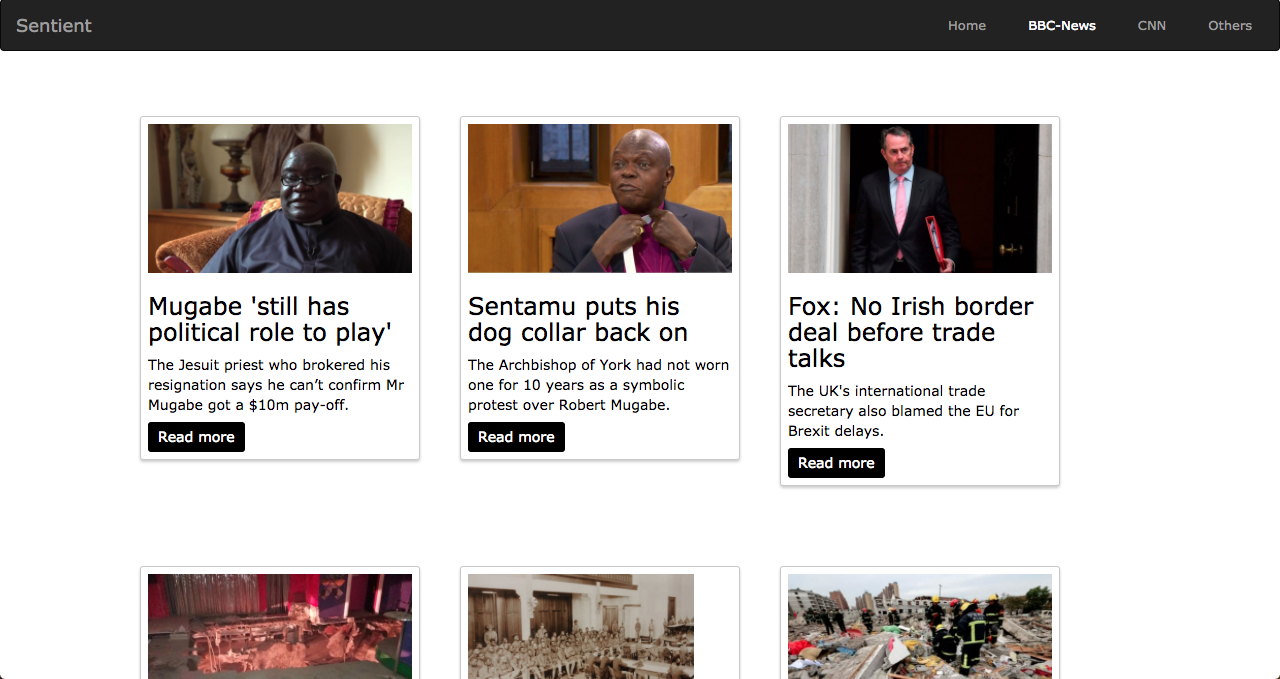 Sentient
Home BBC-News CNN Others
Mugabe 'still has
political role to play'
The Jesuit priest who brokered his
resignation says he can’t confirm Mr
Mugabe got a $10m pay-off.
Read more
Sentamu puts his
dog collar back on
The Archbishop of York had not worn
one for 10 years as a symbolic
protest over Robert Mugabe.
Read more
Fox: No Irish border
deal before trade
talks
The UK's international trade
secretary also blamed the EU for
Brexit delays.
Read more